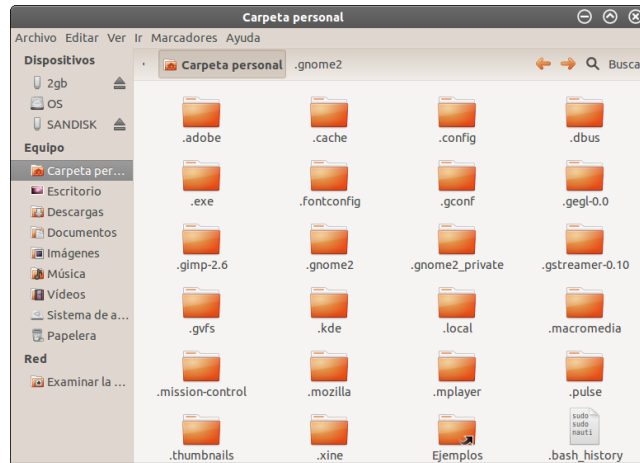 Carpeta personal
Archivo Editar Ver Ir Marcadores Ayuda
Dispositivos
2gb
OS
SANDISK
Equipo
Carpeta per...
Escritorio
Descargas
Documentos
Imágenes
Música
Vídeos
Sistema de a...
Papelera
Red
Examinar la ...
Carpeta personal .gnome2 Busca
.adobe .cache .config .dbus
.exe .fontconfig .gconf .gegl-0.0
.gimp-2.6 .gnome2 .gnome2_private .gstreamer-0.10
.gvfs .kde .local .macromedia
.mission-control .mozilla .mplayer .pulse
sudo
sudo
nauti
.thumbnails .xine Ejemplos .bash_history